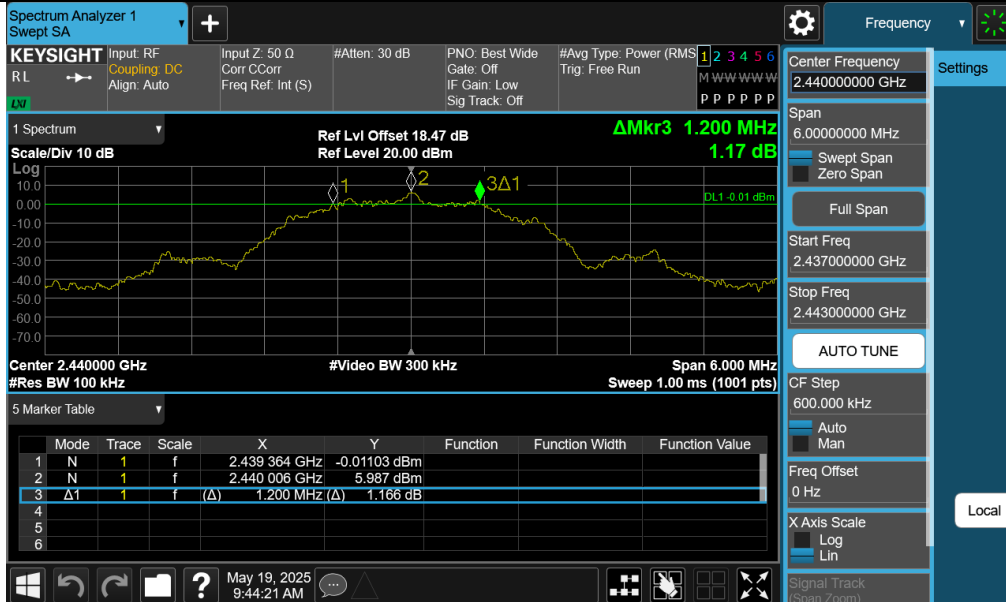 Spectrum Analyzer 1
Swept SA
Frequency
KEYSIGHT
RL
LXI
Input: RF
Coupling: DC
Align: Auto
Input Z: 50 Ω
Corr CCorr
Freq Ref: Int (S)
#Atten: 30 dB
PNO: Best Wide
Gate: Off
IF Gain: Low
Sig Track: Off
#Avg Type: Power (RMS
Trig: Free Run
1 2 3 4 5 6
M W W W W W
P P P P P P
1 Spectrum
Scale/Div 10 dB
Ref Lvl Offset 18.47 dB
Ref Level 20.00 dBm
ΔMkr3 1.200 MHz
1.17 dB
Log
10.0
0.00
-10.0
-20.0
-30.0
-40.0
-50.0
-60.0
-70.0
1
2
3Δ1
DL1 -0.01 dBm
Center 2.440000 GHz
#Video BW 300 kHz
Span 6.000 MHz
#Res BW 100 kHz
Sweep 1.00 ms (1001 pts)
5 Marker Table
Mode Trace Scale X Y Function Function Width Function Value
1 N 1 f 2.439 364 GHz -0.01103 dBm
2 N 1 f 2.440 006 GHz 5.987 dBm
3 Δ1 1 f (Δ) 1.200 MHz (Δ) 1.166 dB
4
5
6
Center Frequency
2.440000000 GHz
Span
6.00000000 MHz
Swept Span
Zero Span
Full Span
Start Freq
2.437000000 GHz
Stop Freq
2.443000000 GHz
AUTO TUNE
CF Step
600.000 kHz
Auto
Man
Freq Offset
0 Hz
X Axis Scale
Log
Lin
Signal Track
(Span Zoom)
Settings
Local
?
May 19, 2025
9:44:21 AM